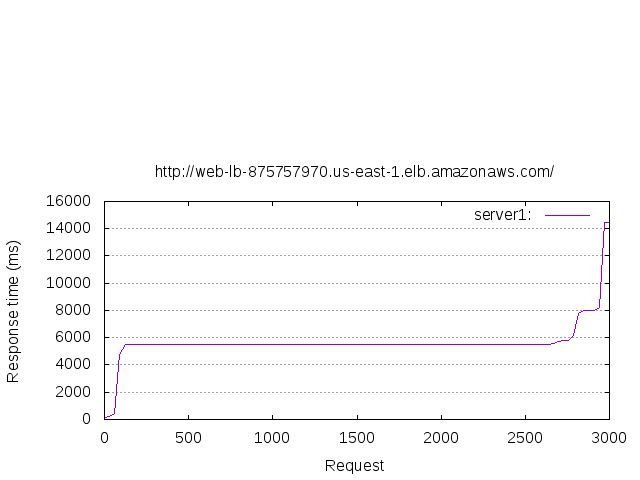 http://web-lb-875757970.us-east-1.elb.amazonaws.com/
16000
server1:
14000
12000
10000
8000
6000
4000
2000
0
Response time (ms)
0 500 1000 1500 2000 2500 3000
Request